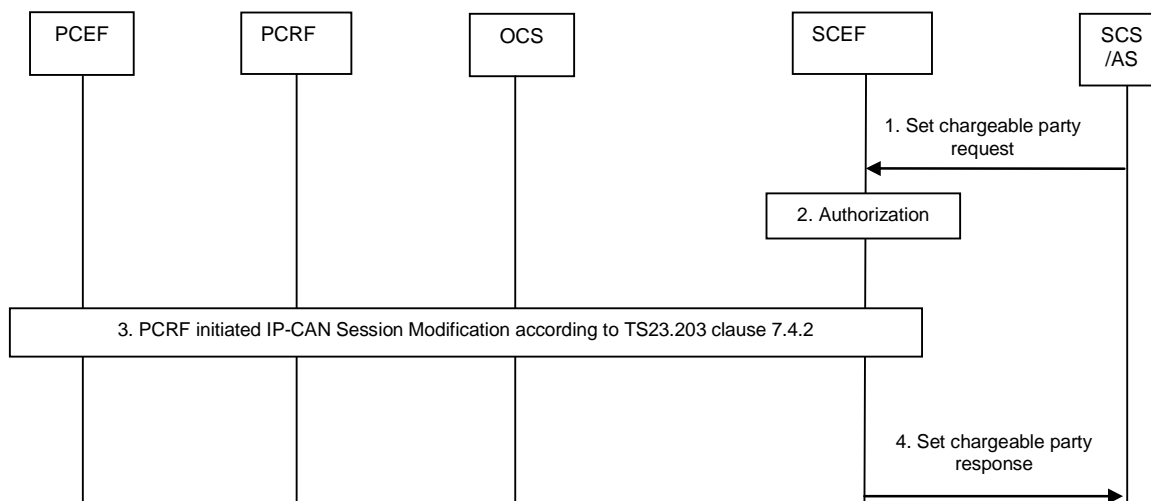 PCEF
PCRF
OCS
SCEF
SCS
/AS
1. Set chargeable party
request
2. Authorization
3. PCRF initiated IP-CAN Session Modification according to TS23.203 clause 7.4.2
4. Set chargeable party
response